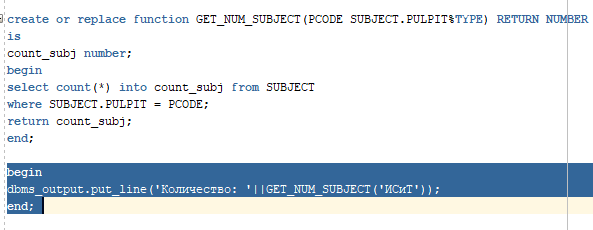 create or replace function GET_NUM_SUBJECT(PCODE SUBJECT.PULPIT%TYPE) RETURN NUMBER
is
count_subj number;
begin
select count(*) into count_subj from SUBJECT
where SUBJECT.PULPIT = PCODE;
return count_subj;
end;
begin
dbms_output.put_line('Количество: '||GET_NUM_SUBJECT('ИСиТ'));
end;